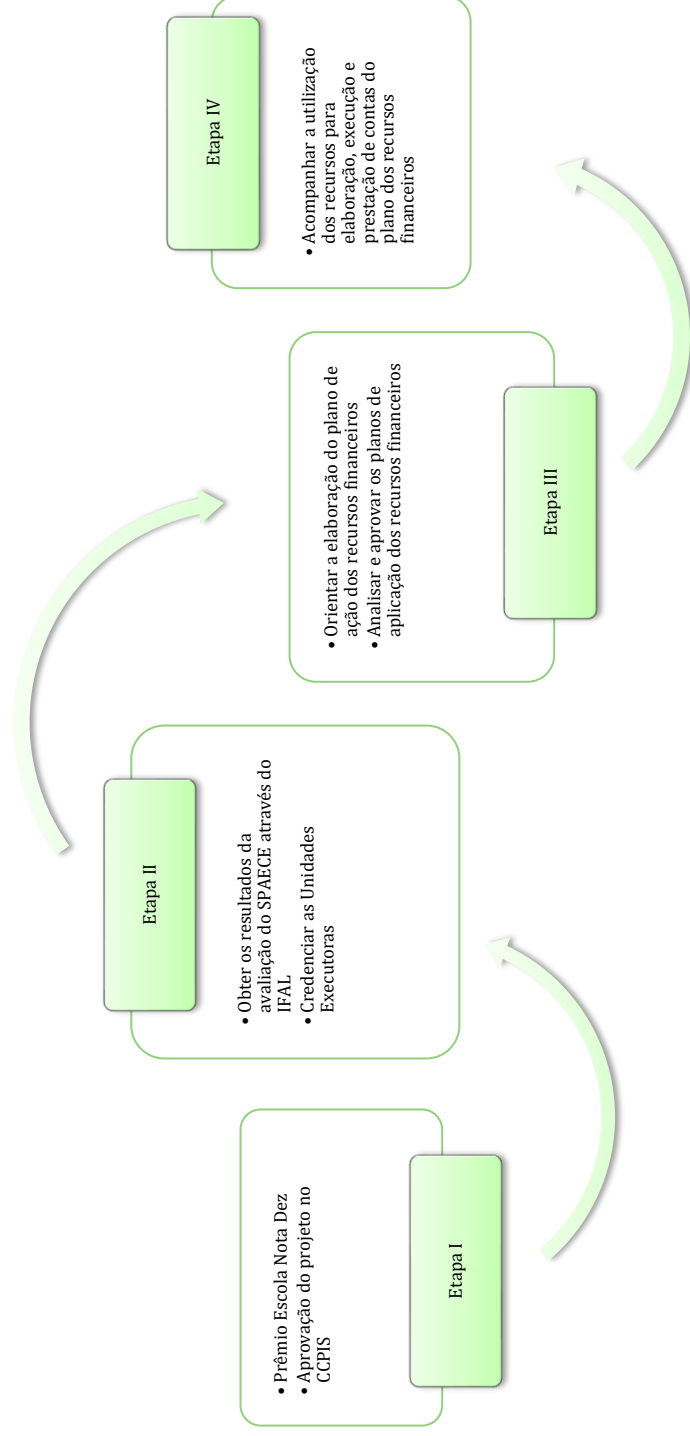 • Prêmio Escola Nota Dez
• Aprovação do projeto no
CCPIS
Etapa I
Etapa II
• Obter os resultados da
avaliação do SPAECE através do
IFAL
• Credenciar as Unidades
Executoras
• Orientar a elaboração do plano de
ação dos recursos financeiros
• Analisar e aprovar os planos de
aplicação dos recursos financeiros
Etapa III
Etapa IV
• Acompanhar a utilização
dos recursos para
elaboração, execução e
prestação de contas do
plano dos recursos
financeiros